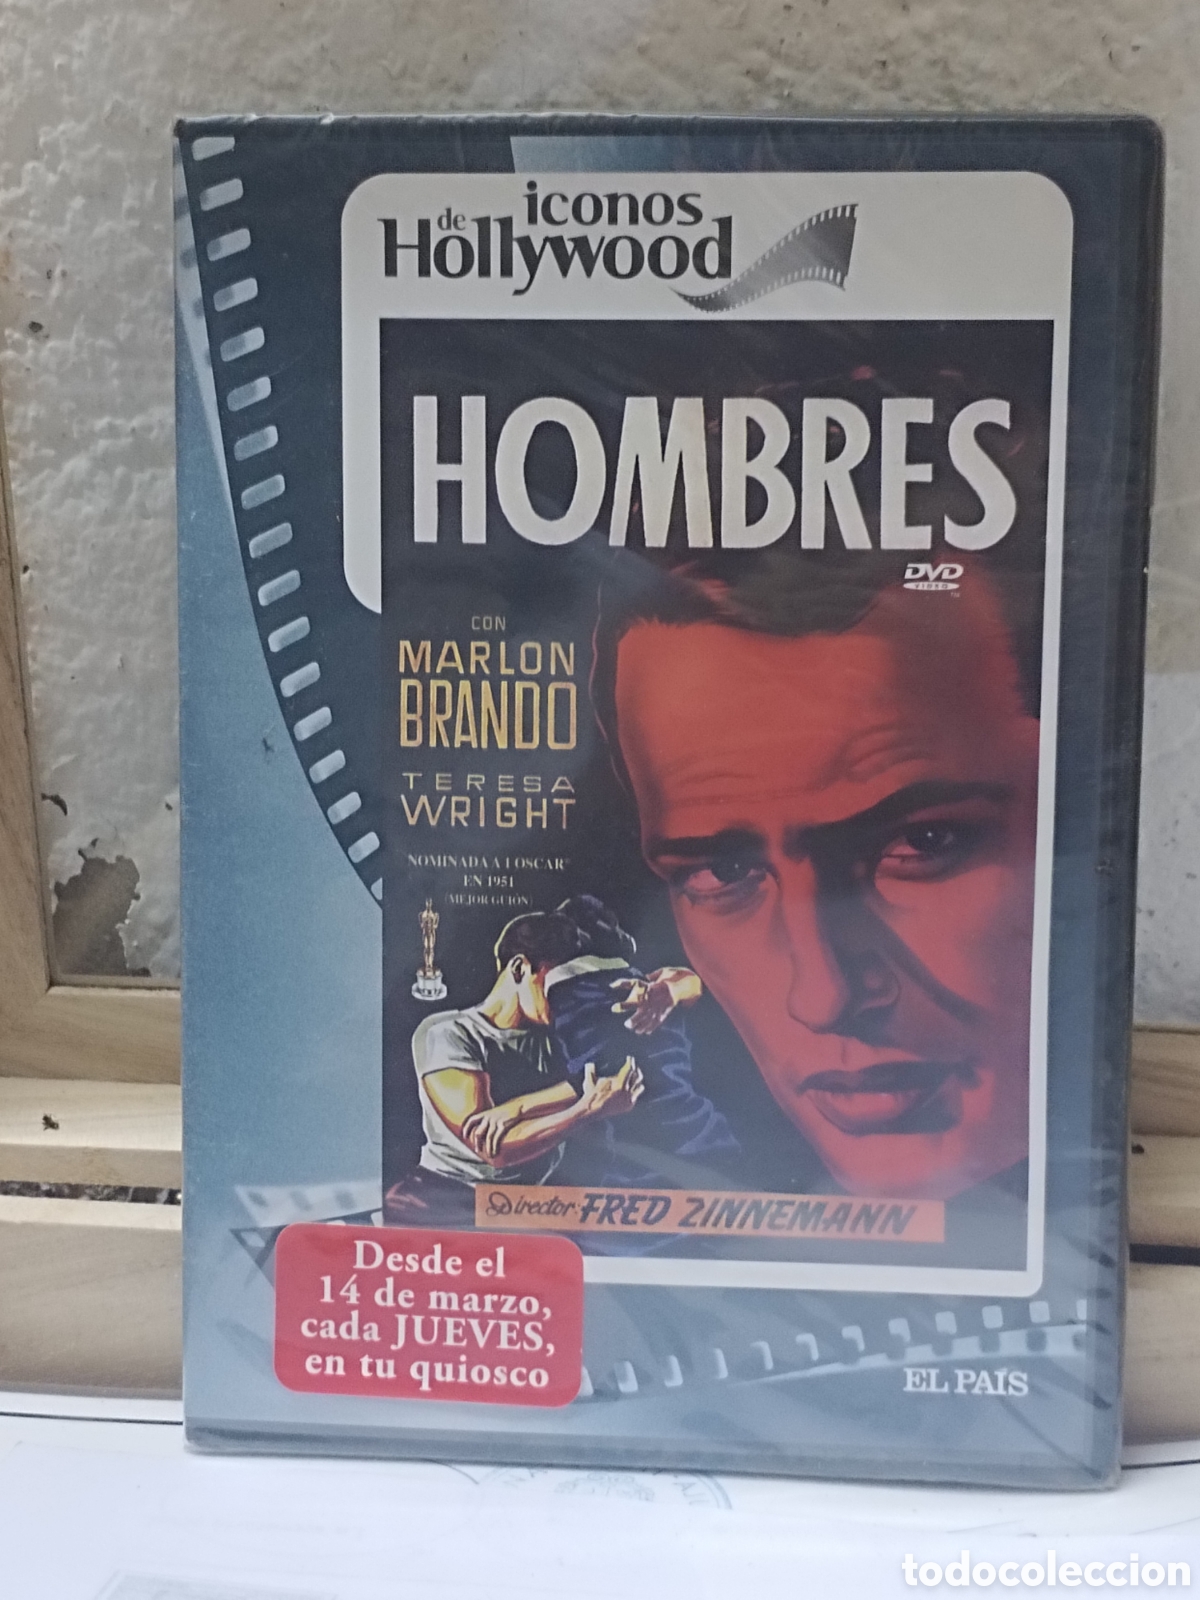 iconos
de
Hollywood
HOMBRES
DVD
VIDEO
CON
MARLON
BRANDO
TERESA
WRIGHT
NOMINADA A 1 OSCAR®
EN 1951
(MEJOR GUIÓN)
Director: FRED ZINNEMANN
Desde el
14 de marzo,
cada JUEVES,
en tu quiosco
EL PAÍS
todocoleccion